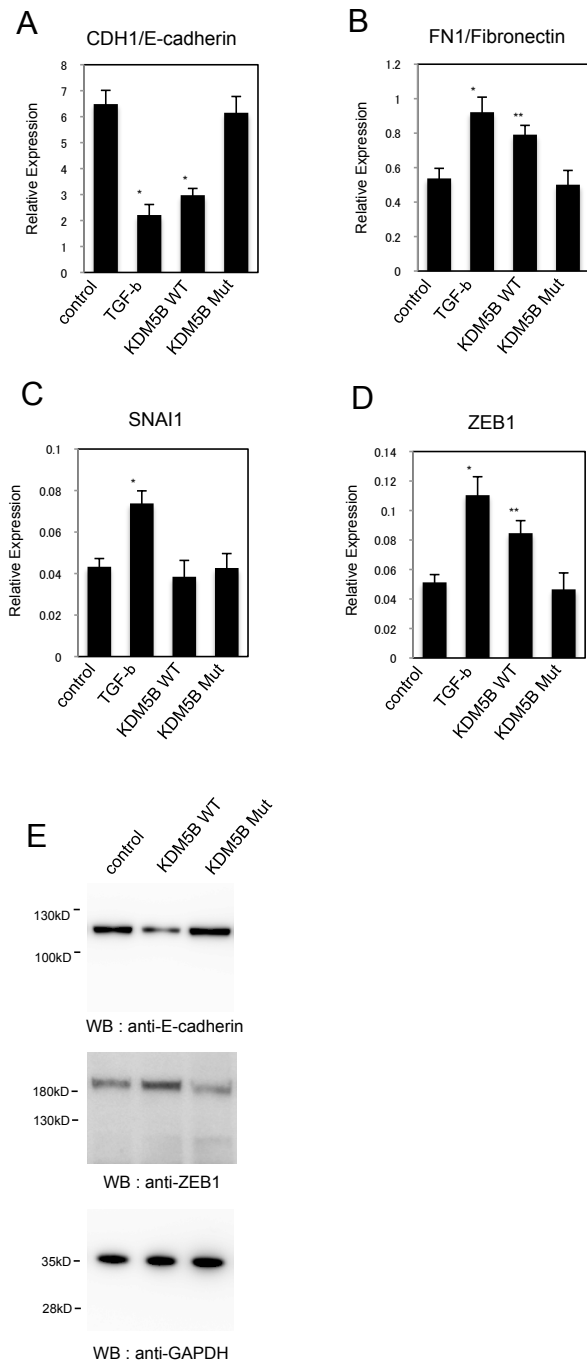 A
CDH1/E-cadherin
Relative Expression
8
7
6
5
4
3
2
1
0
*
*
control
TGF-b
KDM5B WT
KDM5B Mut
B
FN1/Fibronectin
Relative Expression
1.2
1
0.8
0.6
0.4
0.2
0
*
**
control
TGF-b
KDM5B WT
KDM5B Mut
C
SNAI1
Relative Expression
0.1
0.08
0.06
0.04
0.02
0
*
control
TGF-b
KDM5B WT
KDM5B Mut
D
ZEB1
Relative Expression
0.14
0.12
0.1
0.08
0.06
0.04
0.02
0
*
**
control
TGF-b
KDM5B WT
KDM5B Mut
E
control
KDM5B WT
KDM5B Mut
130kD
100kD
WB : anti-E-cadherin
180kD
130kD
WB : anti-ZEB1
35kD
28kD
WB : anti-GAPDH